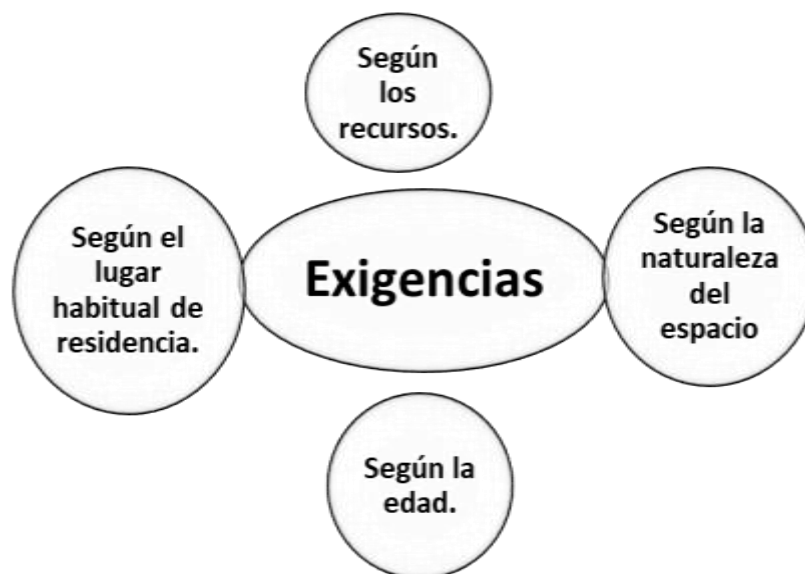 Según
los
recursos.
Según el
lugar
habitual de
residencia.
Exigencias
Según la
naturaleza
del
espacio
Según la
edad.